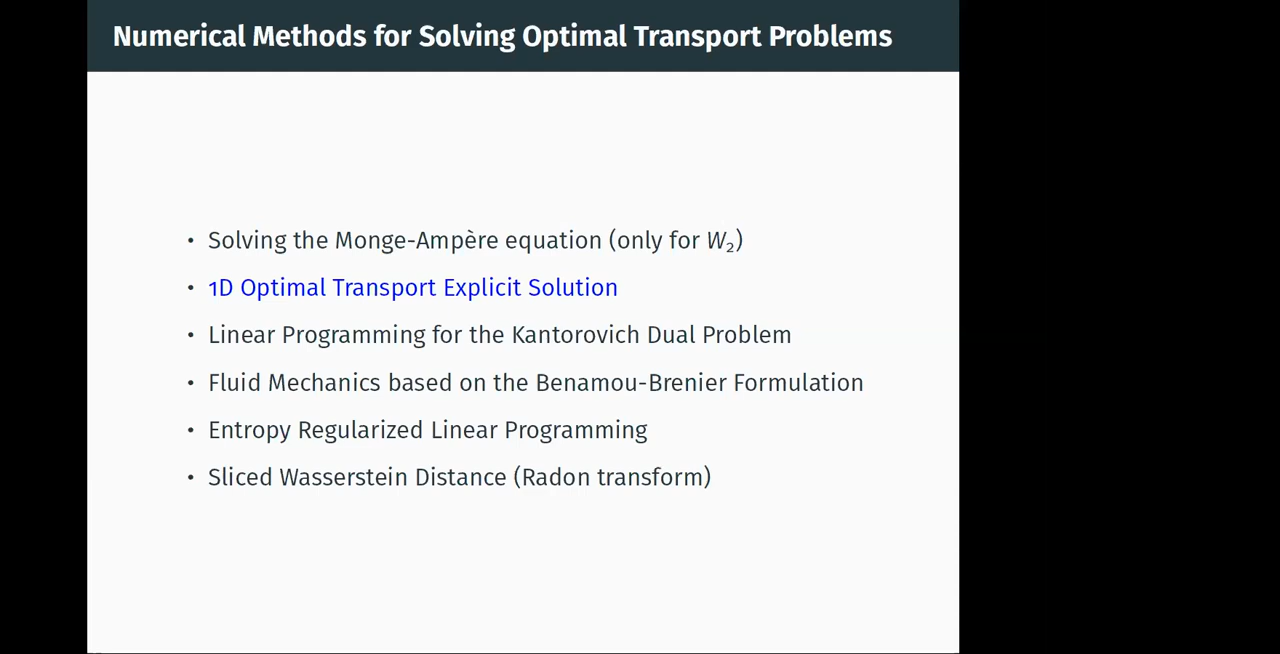 Numerical Methods for Solving Optimal Transport Problems
• Solving the Monge-Ampère equation (only for W₂)
• 1D Optimal Transport Explicit Solution
• Linear Programming for the Kantorovich Dual Problem
• Fluid Mechanics based on the Benamou-Brenier Formulation
• Entropy Regularized Linear Programming
• Sliced Wasserstein Distance (Radon transform)